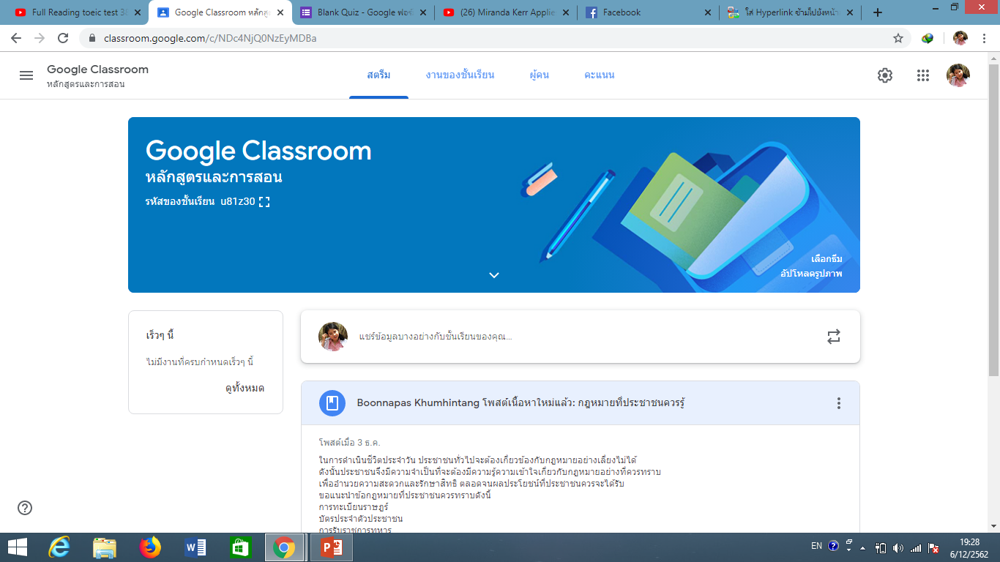 Full Reading toeic test 38
Google Classroom หลักสูต
Blank Quiz - Google ฟอร์
(26) Miranda Kerr Applie
Facebook
ใส่ Hyperlink ข้ามไปยังหน้า
classroom.google.com/c/NDc4NjQ0NzEyMDBa
Google Classroom
หลักสูตรและการสอน
สตรีม
งานของชั้นเรียน
ผู้คน
คะแนน
Google Classroom
หลักสูตรและการสอน
รหัสของชั้นเรียน u81z30
เลือกธีม
อัปโหลดรูปภาพ
เร็วๆ นี้
ไม่มีงานที่ครบกำหนดเร็วๆ นี้
ดูทั้งหมด
แชร์ข้อมูลบางอย่างกับชั้นเรียนของคุณ...
Boonnapas Khumhintang โพสต์เนื้อหาใหม่แล้ว: กฎหมายที่ประชาชนควรรู้
โพสต์เมื่อ 3 ธ.ค.
ในการดำเนินชีวิตประจำวัน ประชาชนทั่วไปจะต้องเกี่ยวข้องกับกฎหมายอย่างเลี่ยงไม่ได้
ดังนั้นประชาชนจึงมีความจำเป็นที่จะต้องมีความรู้ความเข้าใจเกี่ยวกับกฎหมายอย่างที่ควรทราบ
เพื่ออำนวยความสะดวกและรักษาสิทธิ ตลอดจนผลประโยชน์ที่ประชาชนควรจะได้รับ
ขอแนะนำข้อกฎหมายที่ประชาชนควรทราบดังนี้
การทะเบียนราษฎร์
บัตรประจำตัวประชาชน
การรับราชการทหาร
EN
19:28
6/12/2562